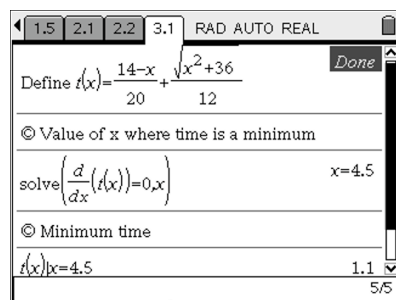 1.5 2.1 2.2 3.1 RAD AUTO REAL
Define t(x)=14-x/20+√x²+36/12 Done
© Value of x where time is a minimum
solve(d/dx(t(x))=0,x) x=4.5
© Minimum time
t(x)|x=4.5 1.1
5/5